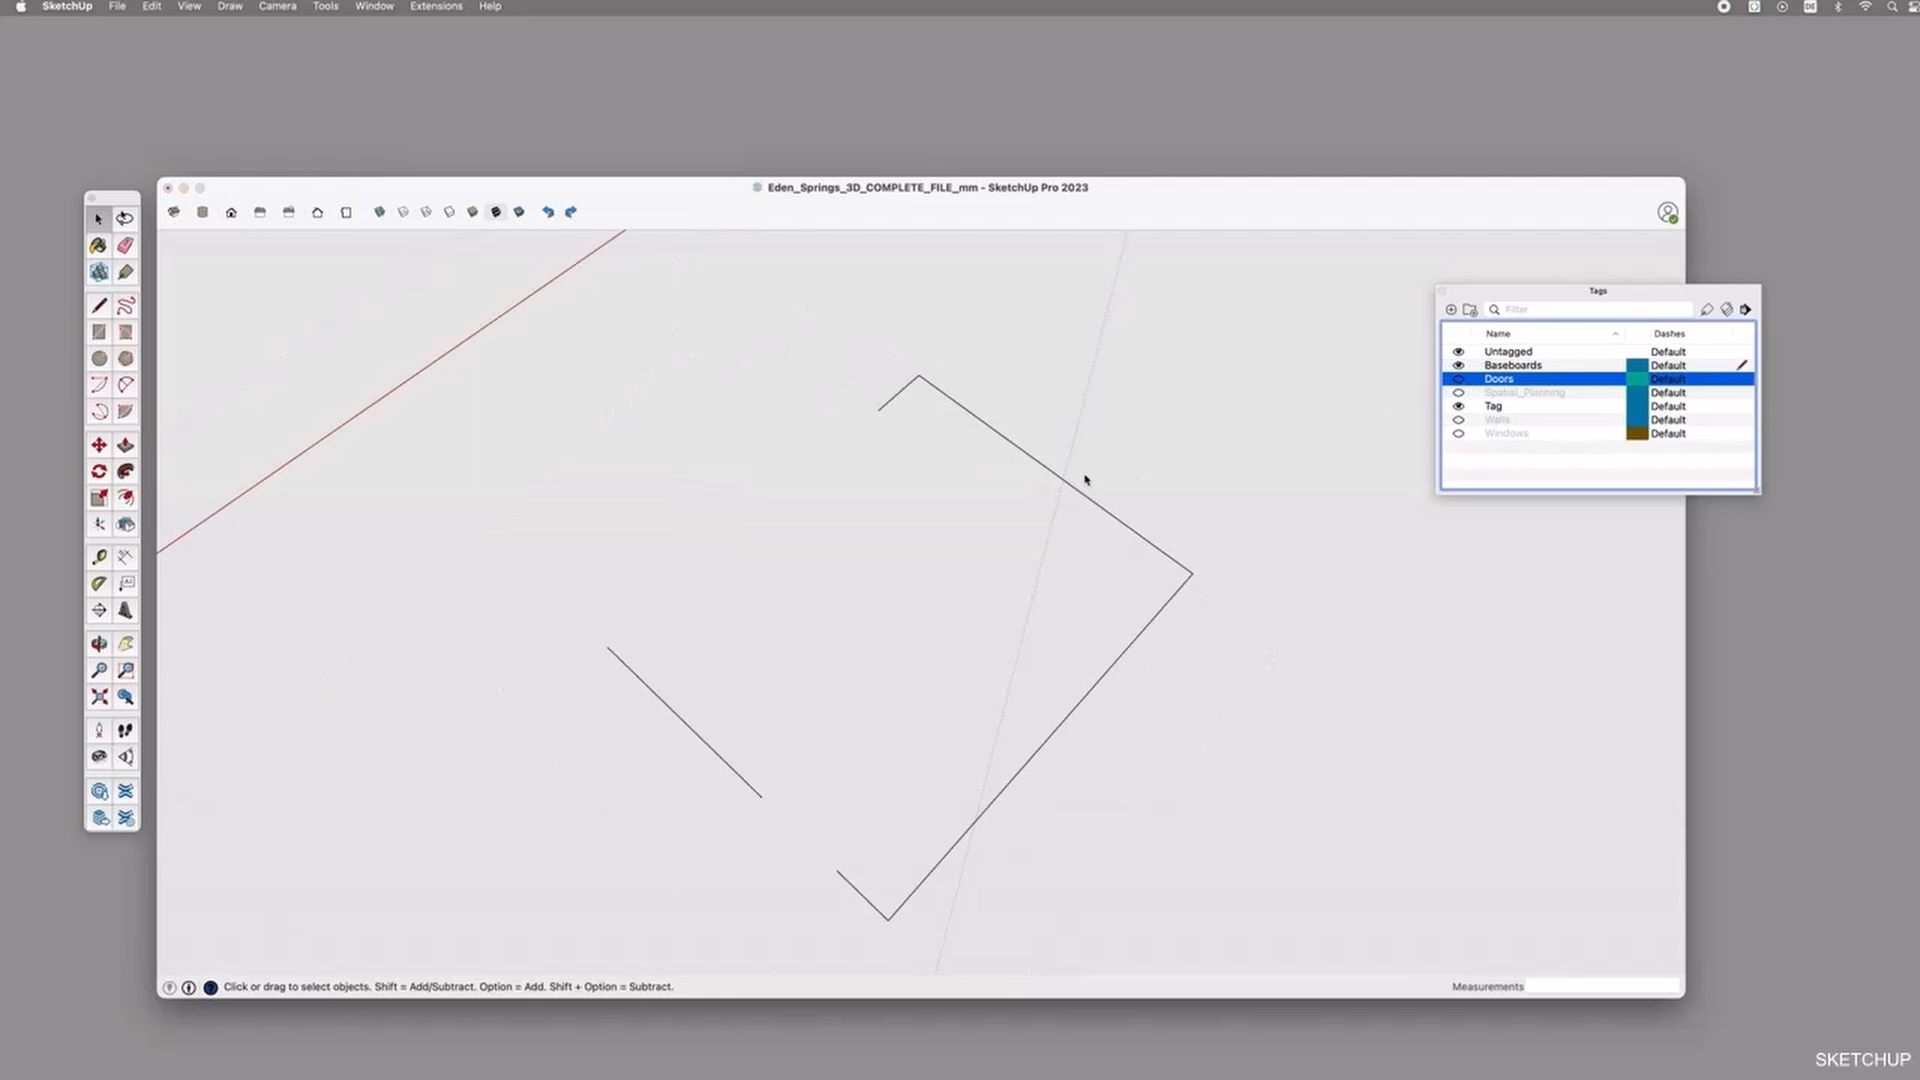 SketchUp File Edit View Draw Camera Tools Window Extensions Help
Eden_Springs_3D_COMPLETE_FILE_mm - SketchUp Pro 2023
Tags
Filter
Name Dashes
Untagged Default
Baseboards Default
Doors Default
Spatial_Planning Default
Tag Default
Walls Default
Windows Default
Click or drag to select objects. Shift = Add/Subtract. Option = Add. Shift + Option = Subtract.
Measurements
SKETCHUP